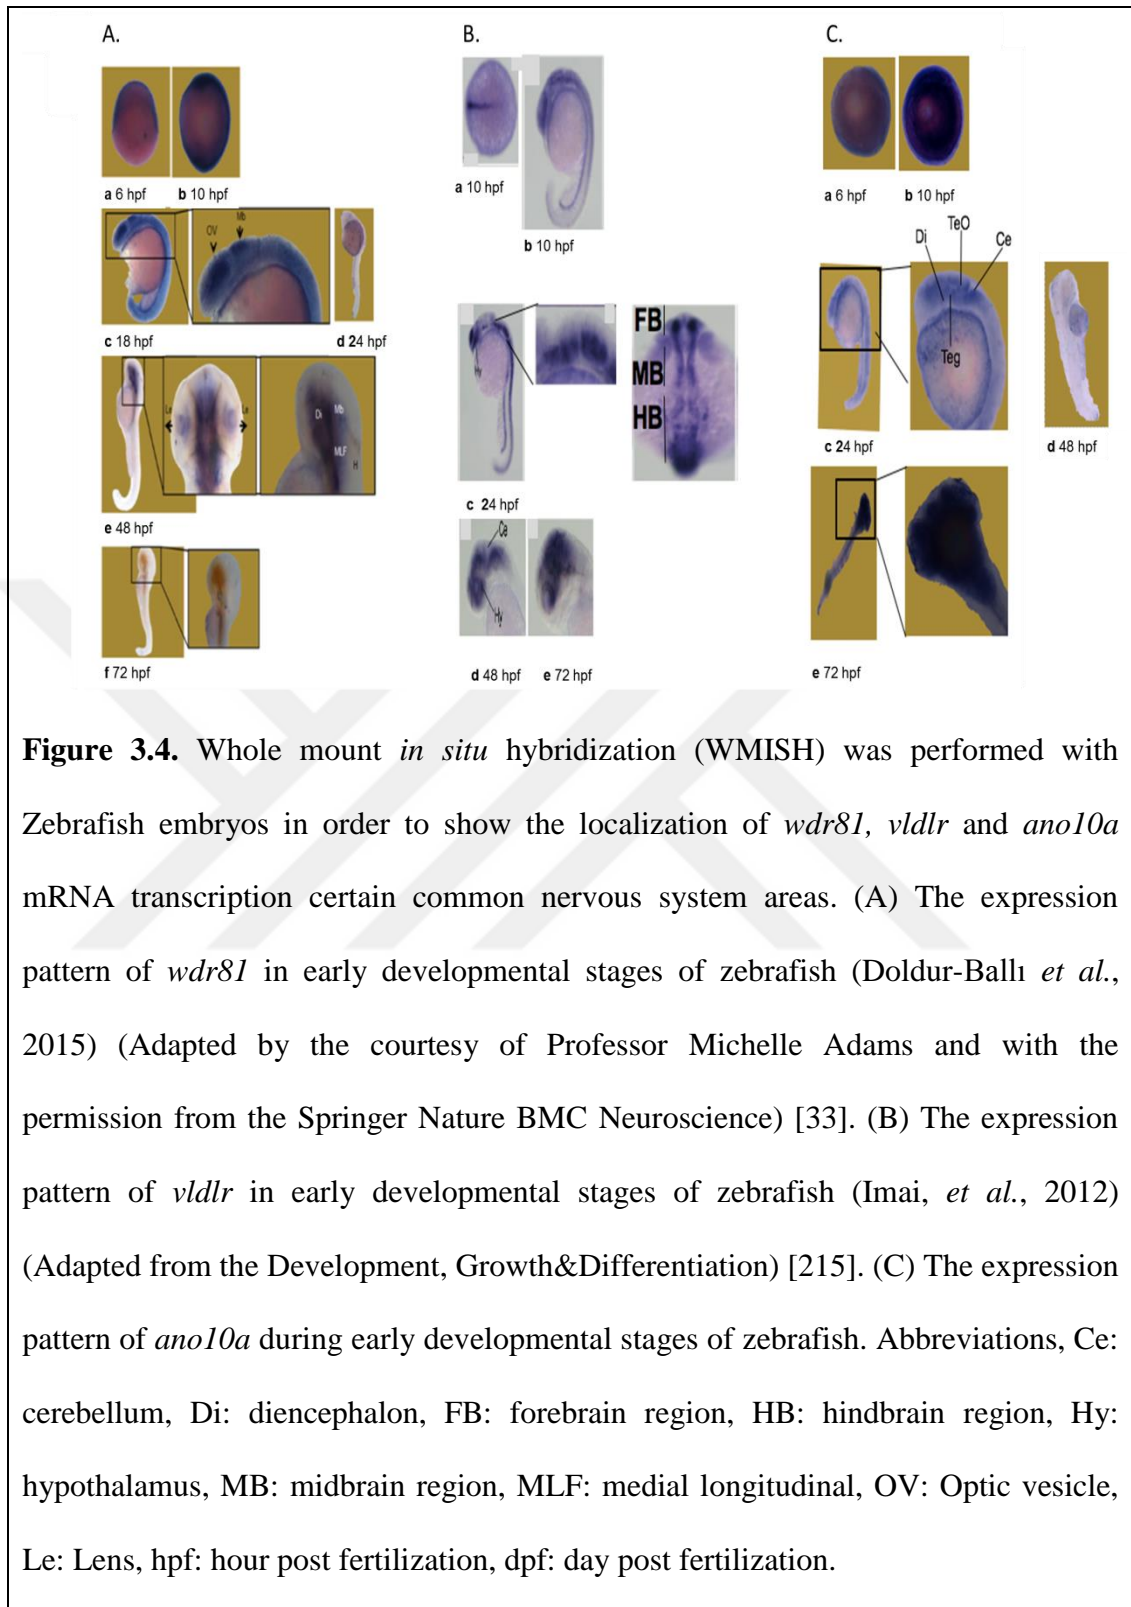 A.
B.
C.
a 6 hpf b 10 hpf
OV
Mb
c 18 hpf
d 24 hpf
Le
Le
Di
Mb
MLF
H
e 48 hpf
f 72 hpf
a 10 hpf
b 10 hpf
Hy
FB
MB
HB
c 24 hpf
Ce
Hy
d 48 hpf e 72 hpf
a 6 hpf b 10 hpf
Di
TeO
Ce
Teg
c 24 hpf
d 48 hpf
e 72 hpf
Figure 3.4. Whole mount in situ hybridization (WMISH) was performed with
Zebrafish embryos in order to show the localization of wdr81, vldlr and ano10a
mRNA transcription certain common nervous system areas. (A) The expression
pattern of wdr81 in early developmental stages of zebrafish (Doldur-Ballı et al.,
2015) (Adapted by the courtesy of Professor Michelle Adams and with the
permission from the Springer Nature BMC Neuroscience) [33]. (B) The expression
pattern of vldlr in early developmental stages of zebrafish (Imai, et al., 2012)
(Adapted from the Development, Growth&Differentiation) [215]. (C) The expression
pattern of ano10a during early developmental stages of zebrafish. Abbreviations, Ce:
cerebellum, Di: diencephalon, FB: forebrain region, HB: hindbrain region, Hy:
hypothalamus, MB: midbrain region, MLF: medial longitudinal, OV: Optic vesicle,
Le: Lens, hpf: hour post fertilization, dpf: day post fertilization.